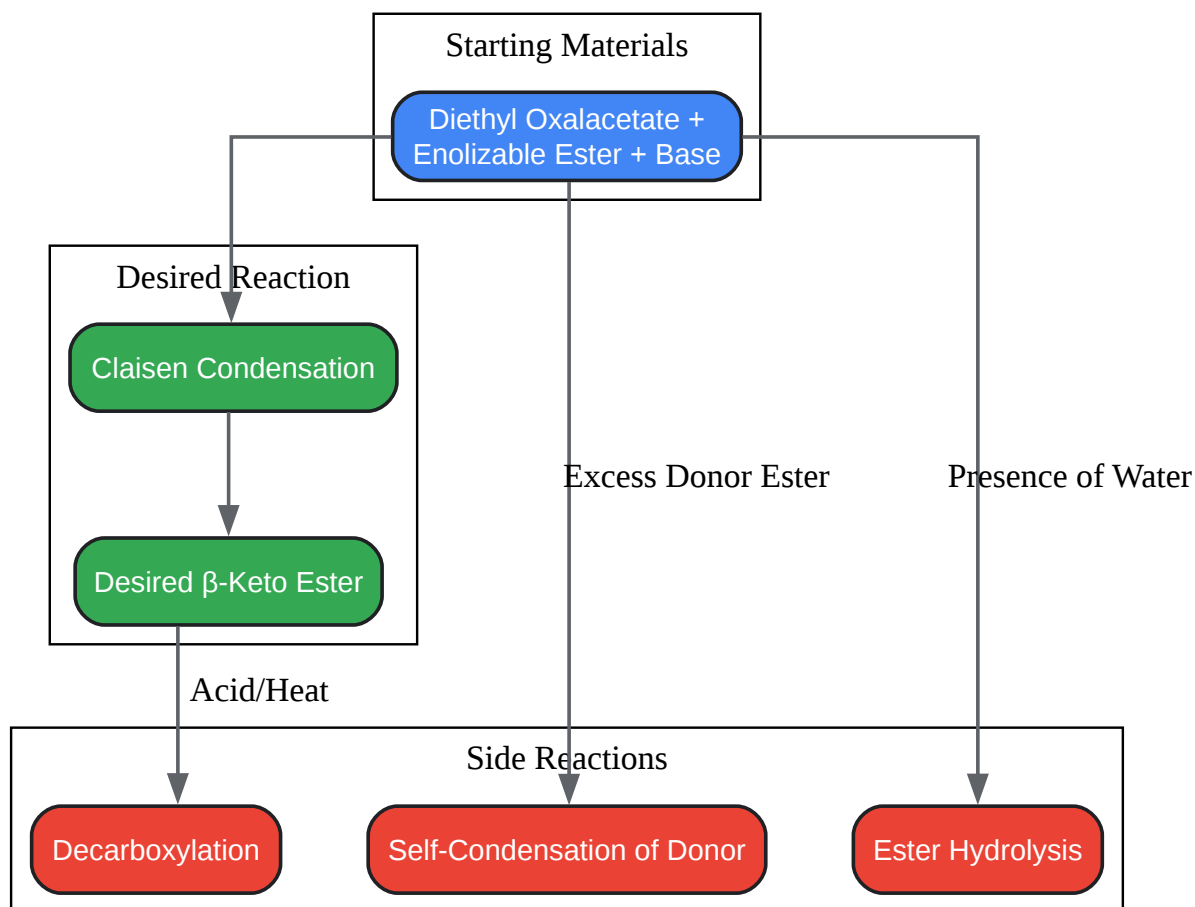 Starting Materials
Diethyl Oxalacetate +
Enolizable Ester + Base
Desired Reaction
Claisen Condensation
Excess Donor Ester
Presence of Water
Desired β-Keto Ester
Acid/Heat
Side Reactions
Decarboxylation
Self-Condensation of Donor
Ester Hydrolysis